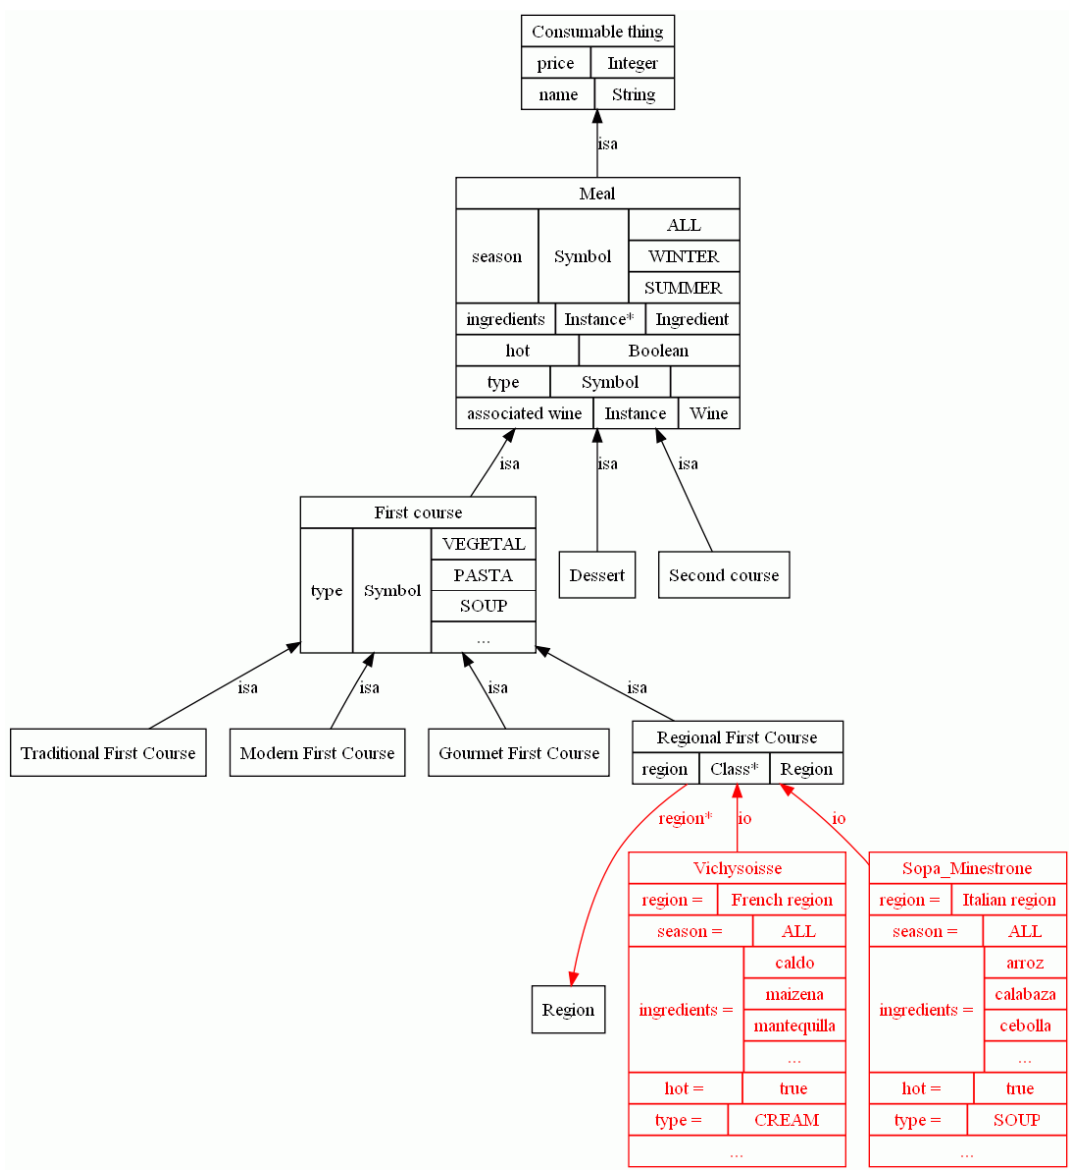 Consumable thing
price Integer
name String
isa
Meal
season Symbol ALL
WINTER
SUMMER
ingredients Instance* Ingredient
hot Boolean
type Symbol
associated wine Instance Wine
isa isa isa
First course
type Symbol VEGETAL
PASTA
SOUP
...
Dessert
Second course
isa isa isa isa
Traditional First Course
Modern First Course
Gourmet First Course
Regional First Course
region Class* Region
region* io io
Vichysoisse
region = French region
season = ALL
ingredients = caldo
maizena
mantequilla
...
hot = true
type = CREAM
...
Sopa_Minestrone
region = Italian region
season = ALL
ingredients = arroz
calabaza
cebolla
...
hot = true
type = SOUP
...
Region